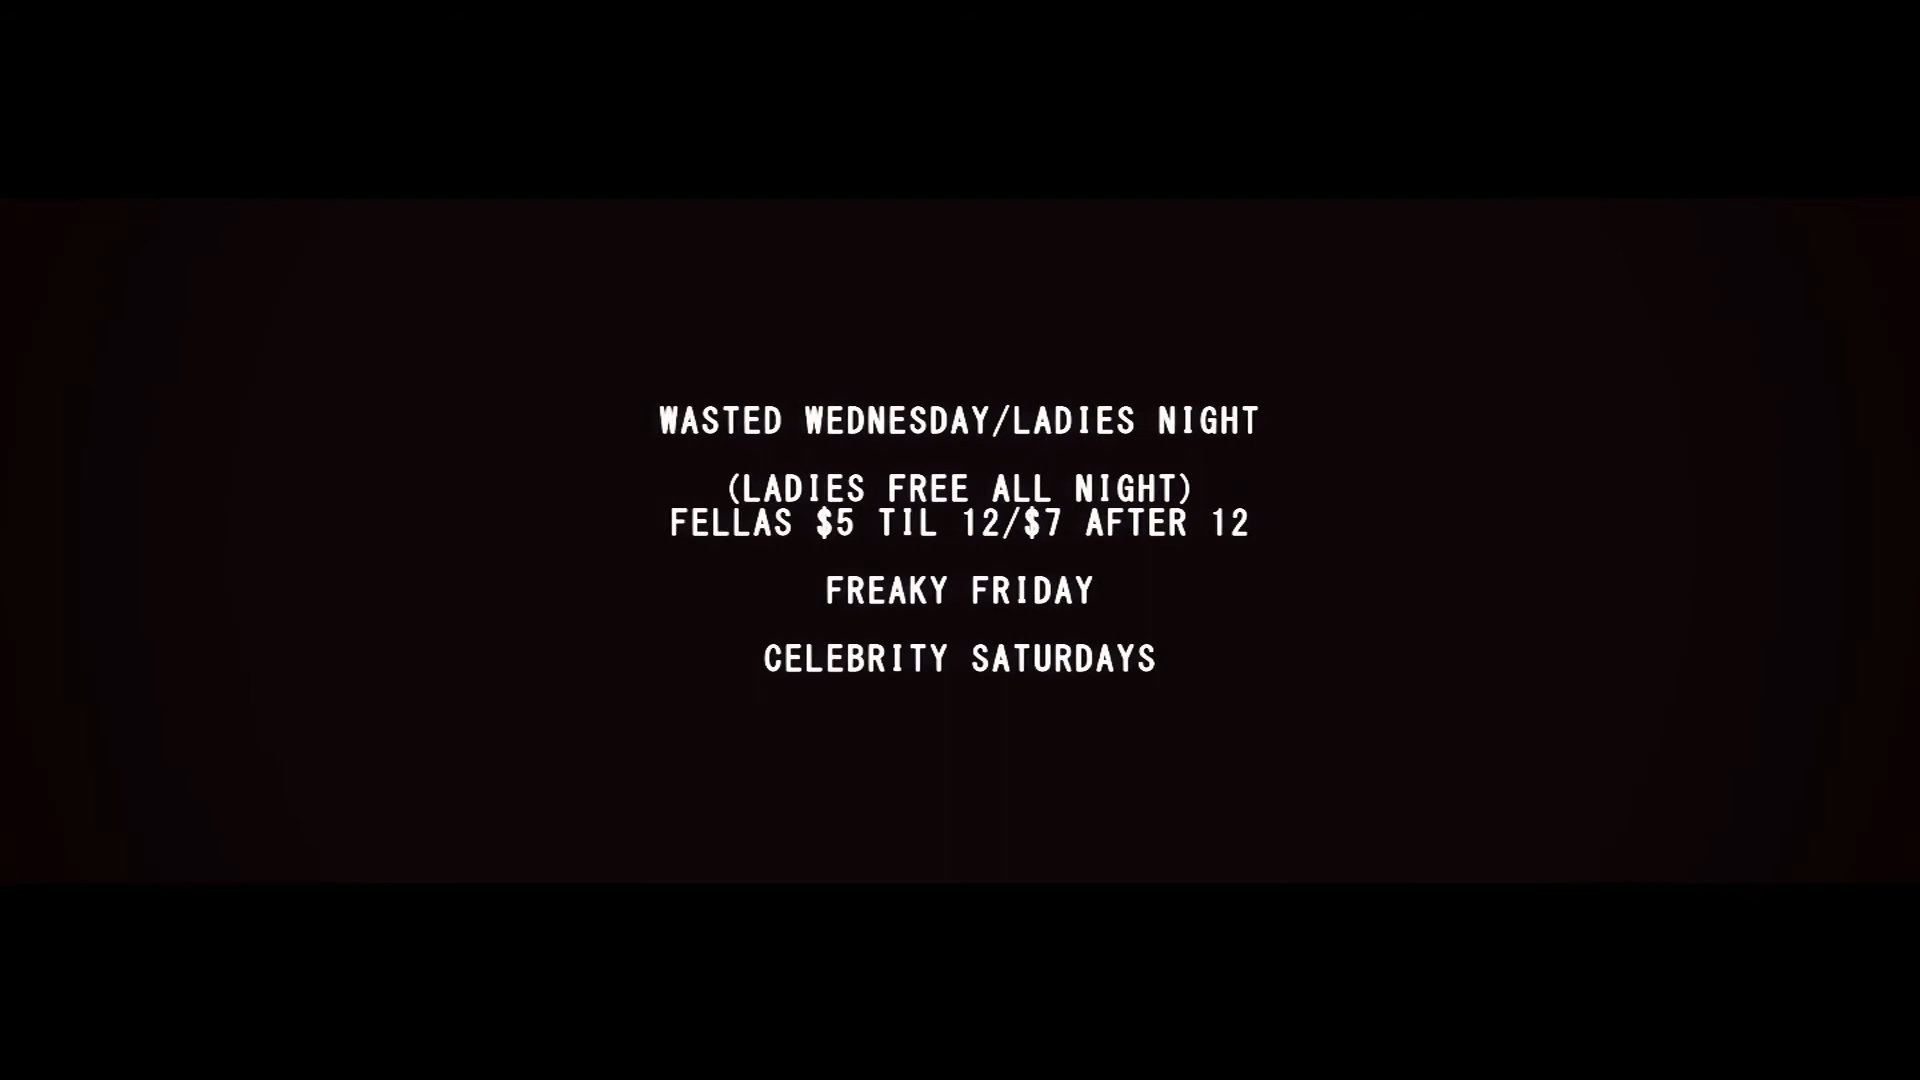 WASTED WEDNESDAY/LADIES NIGHT
(LADIES FREE ALL NIGHT)
FELLAS $5 TIL 12/$7 AFTER 12
FREAKY FRIDAY
CELEBRITY SATURDAYS